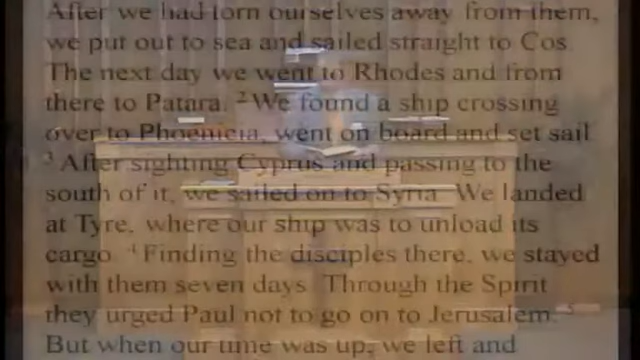 After we had torn ourselves away from them,
we put out to sea and sailed straight to Cos
The next day we went to Rhodes and from
there to Patara. 2 We found a ship crossing
over to Phoenicia, went on board and set sail
3 After sighting Cyprus and passing to the
south of it, we sailed on to Syria. We landed
at Tyre, where our ship was to unload its
cargo 4 Finding the disciples there, we stayed
with them seven days. Through the Spirit
they urged Paul not to go on to Jerusalem.
But when our time was up, we left and